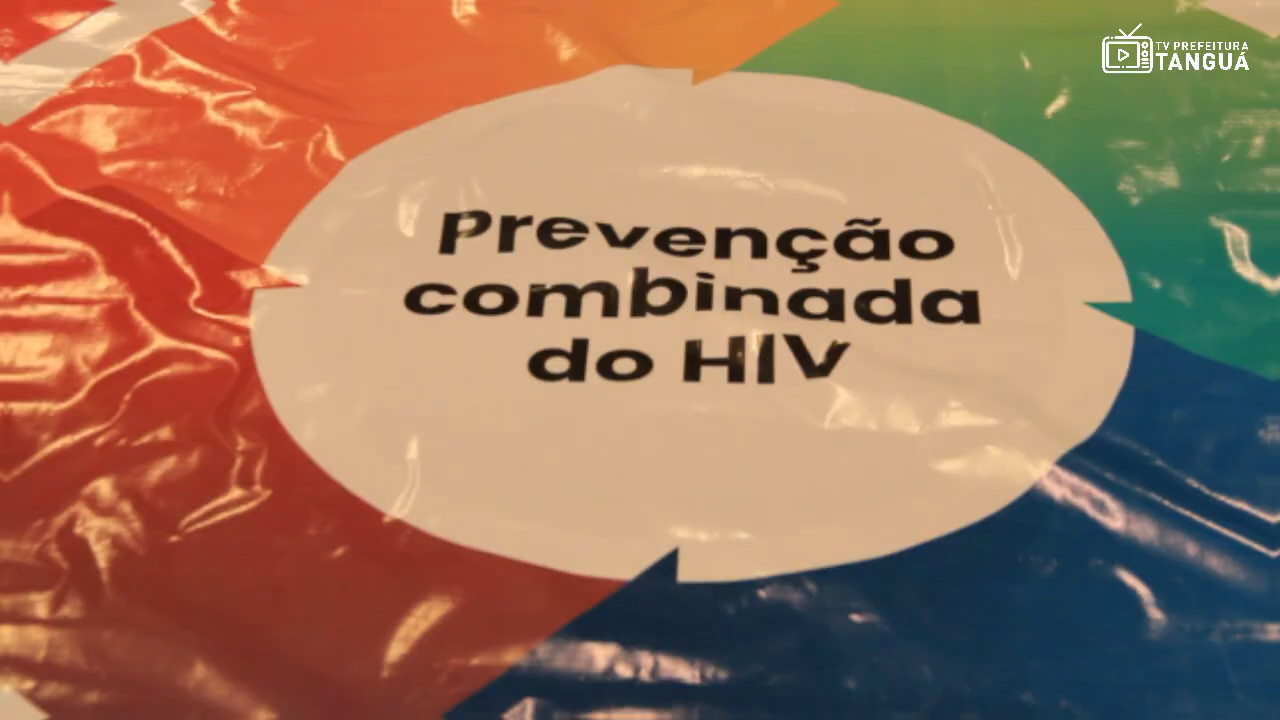 TV PREFEITURA
TANGUÁ
Prevenção
combinada
do HIV